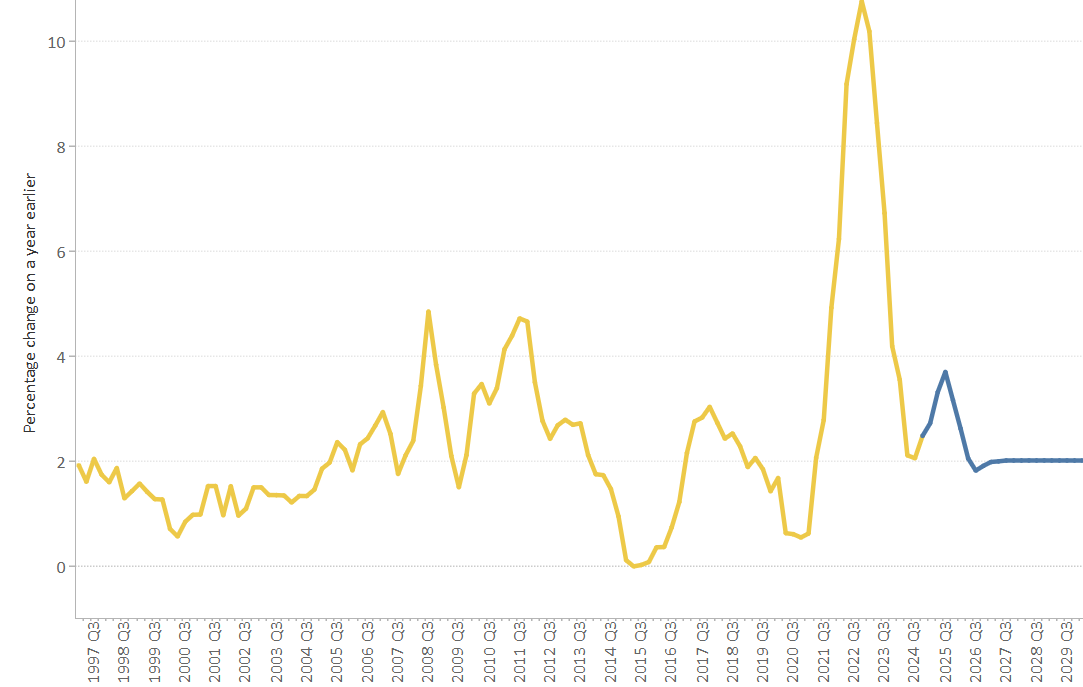 Percentage change on a year earlier
10
8
6
4
2
0
1997 Q3
1998 Q3
1999 Q3
2000 Q3
2001 Q3
2002 Q3
2003 Q3
2004 Q3
2005 Q3
2006 Q3
2007 Q3
2008 Q3
2009 Q3
2010 Q3
2011 Q3
2012 Q3
2013 Q3
2014 Q3
2015 Q3
2016 Q3
2017 Q3
2018 Q3
2019 Q3
2020 Q3
2021 Q3
2022 Q3
2023 Q3
2024 Q3
2025 Q3
2026 Q3
2027 Q3
2028 Q3
2029 Q3